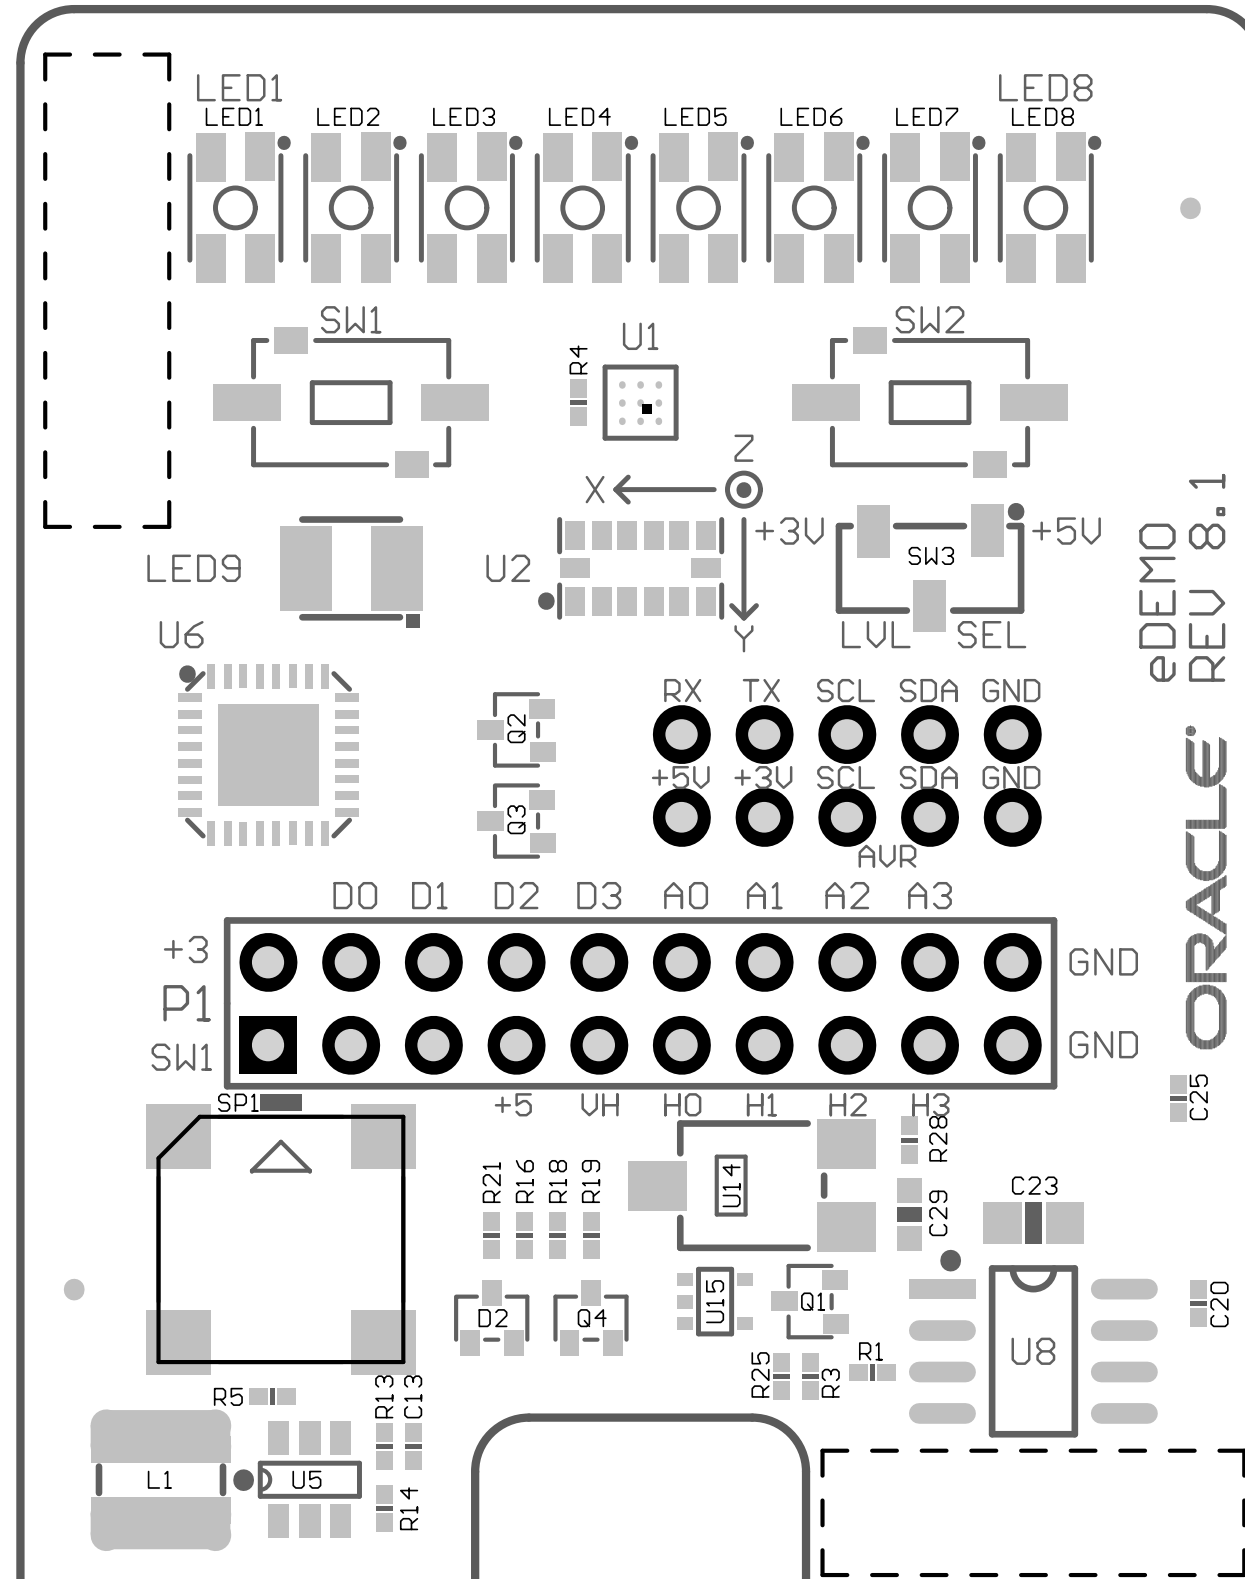 LED1 LED8
LED1 LED2 LED3 LED4 LED5 LED6 LED7 LED8
SW1 U1 SW2
R4
Z
X
+3V +5V
SW3
LED9 U2
LVL SEL
Y
U6
eDEMO
REV 8.1
RX TX SCL SDA GND
Q2
+5V +3V SCL SDA GND
Q3
AVR
ORACLE
D0 D1 D2 D3 A0 A1 A2 A3
+3 GND
P1
SW1 GND
SP1 +5 VH H0 H1 H2 H3
C25
R28
R21 R16 R18 R19 U14 C29 C23
D2 Q4 U15 Q1 C20
U8
R25 R3 R1
R5 R13 C13
L1 U5 R14